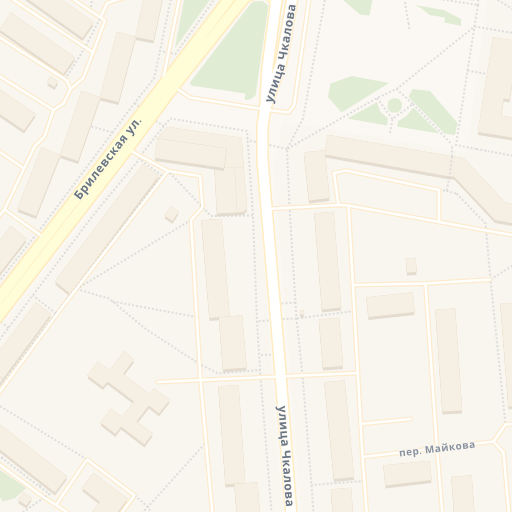 улица Чкалова
Брилевская ул.
улица Чкалова
пер. Майкова